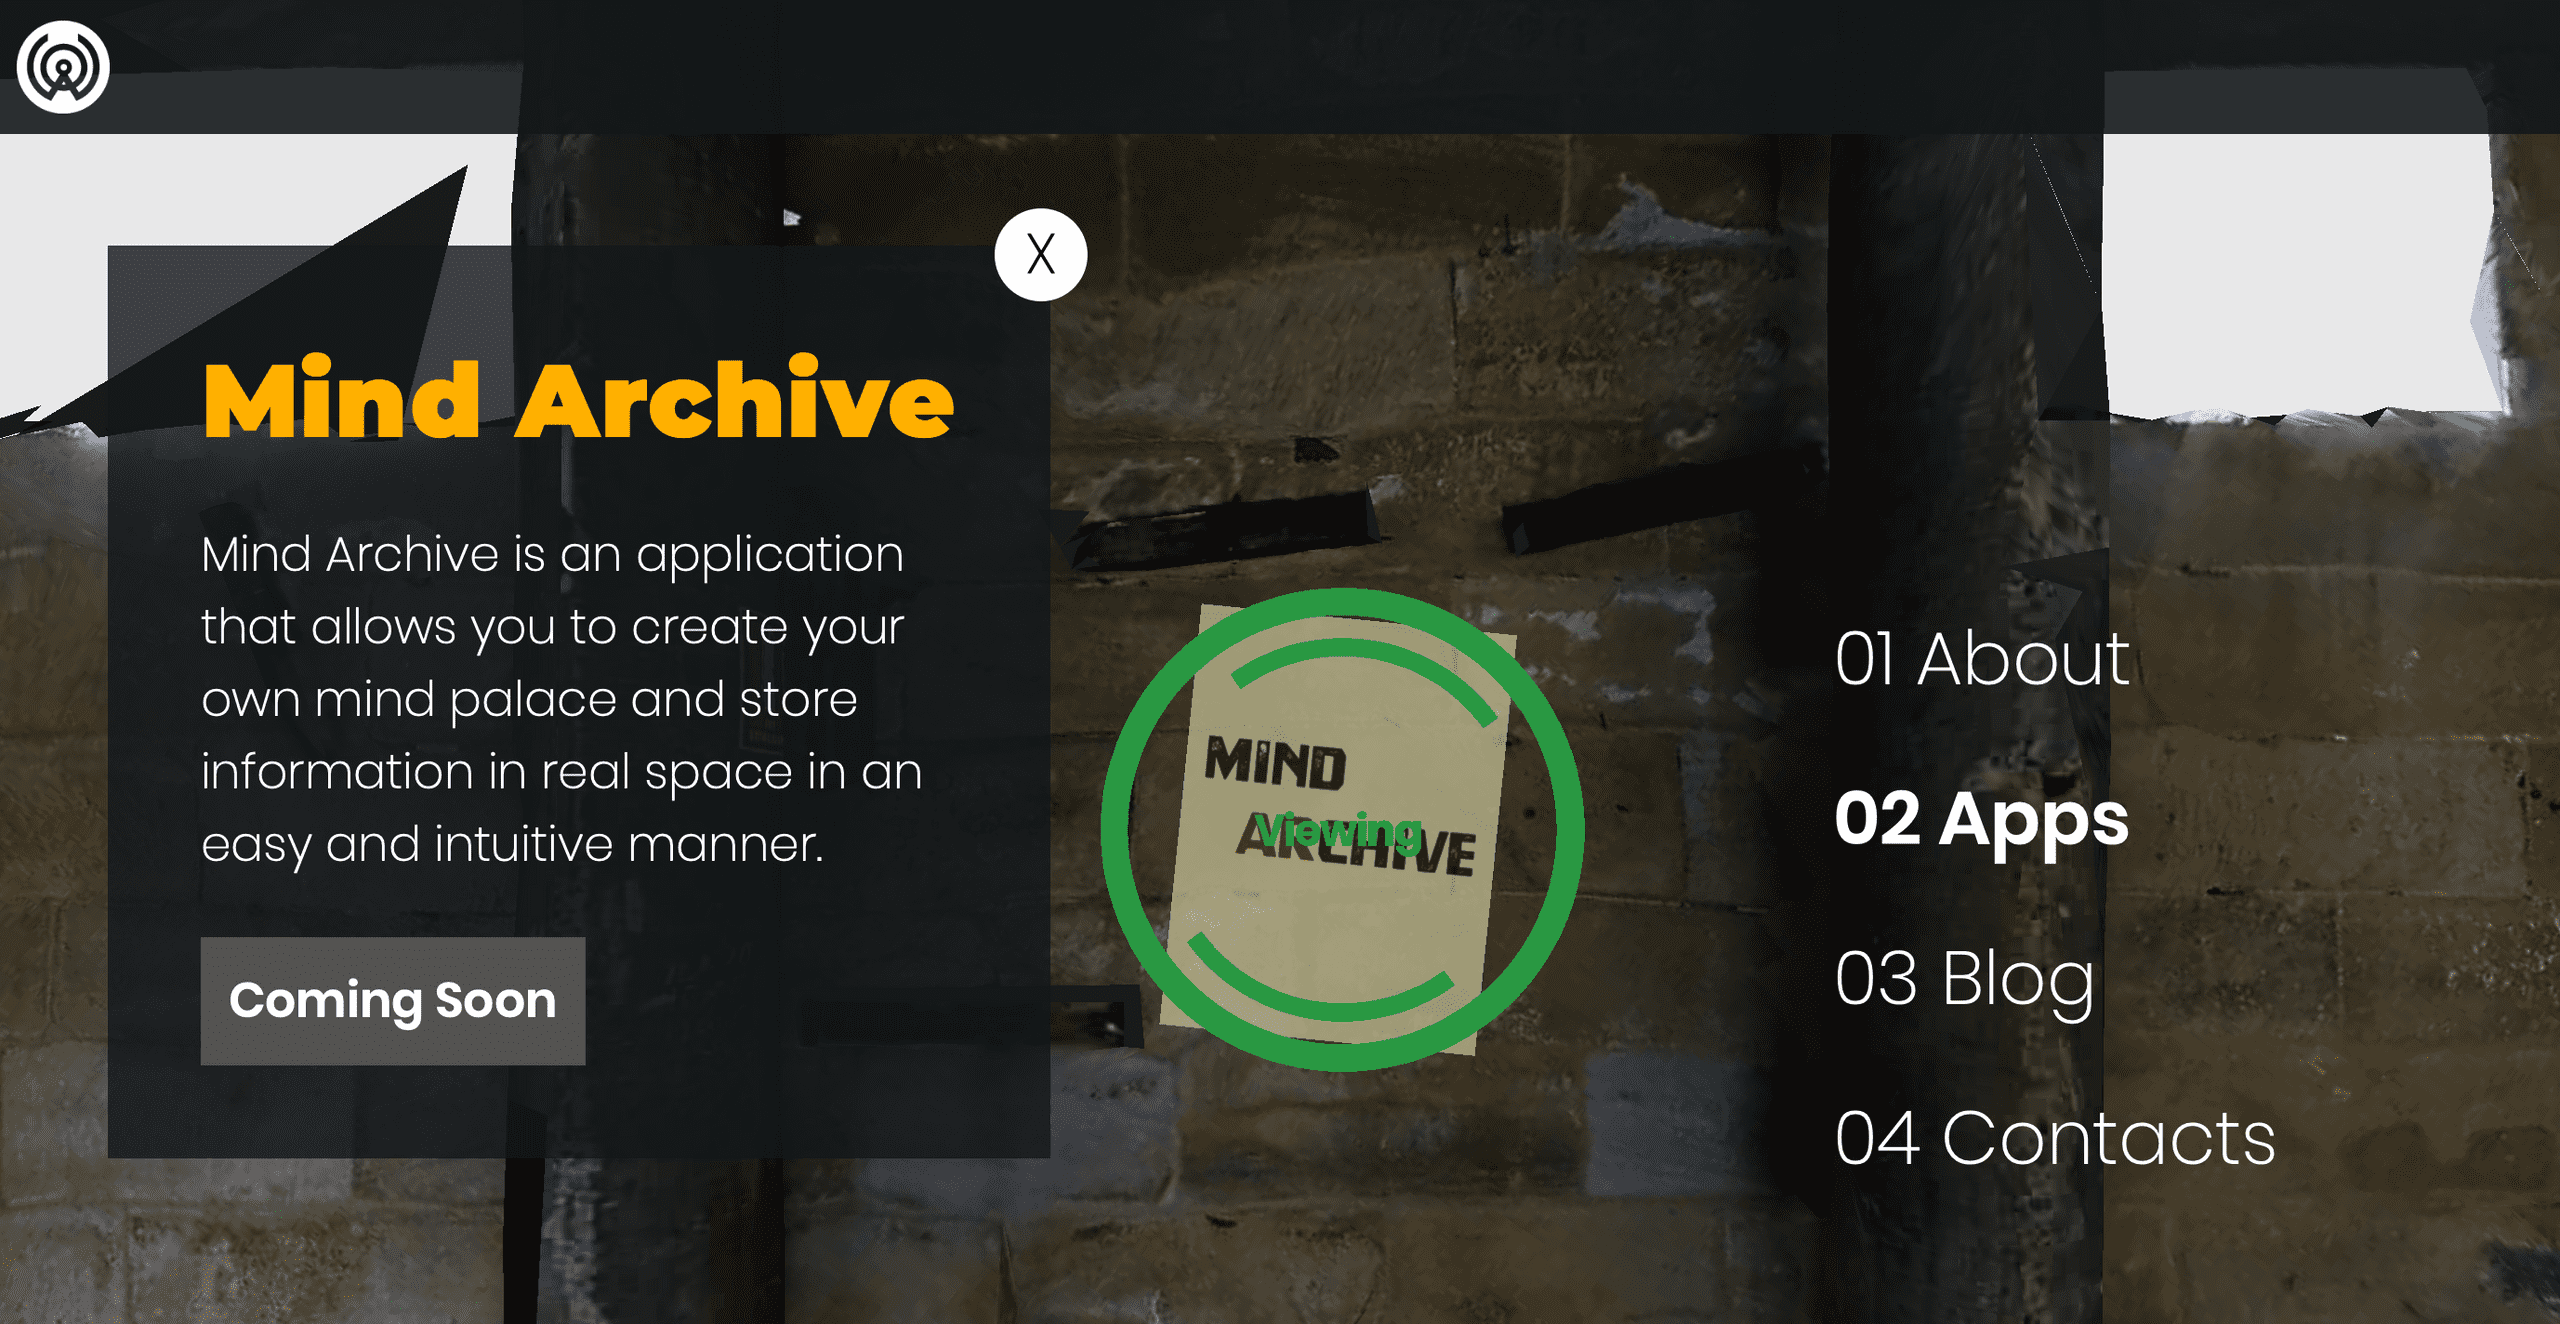 X
Mind Archive
Mind Archive is an application
that allows you to create your
own mind palace and store
information in real space in an
easy and intuitive manner.
Coming Soon
MIND
ARCHIVE
Viewing
01 About
02 Apps
03 Blog
04 Contacts